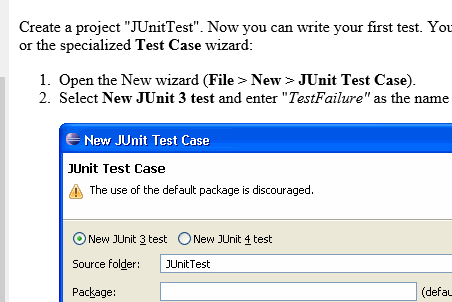 Create a project "JUnitTest". Now you can write your first test. You
or the specialized Test Case wizard:
1. Open the New wizard (File > New > JUnit Test Case).
2. Select New JUnit 3 test and enter "TestFailure" as the name
New JUnit Test Case
JUnit Test Case
The use of the default package is discouraged.
New JUnit 3 test New JUnit 4 test
Source folder: JUnitTest
Package: (defau